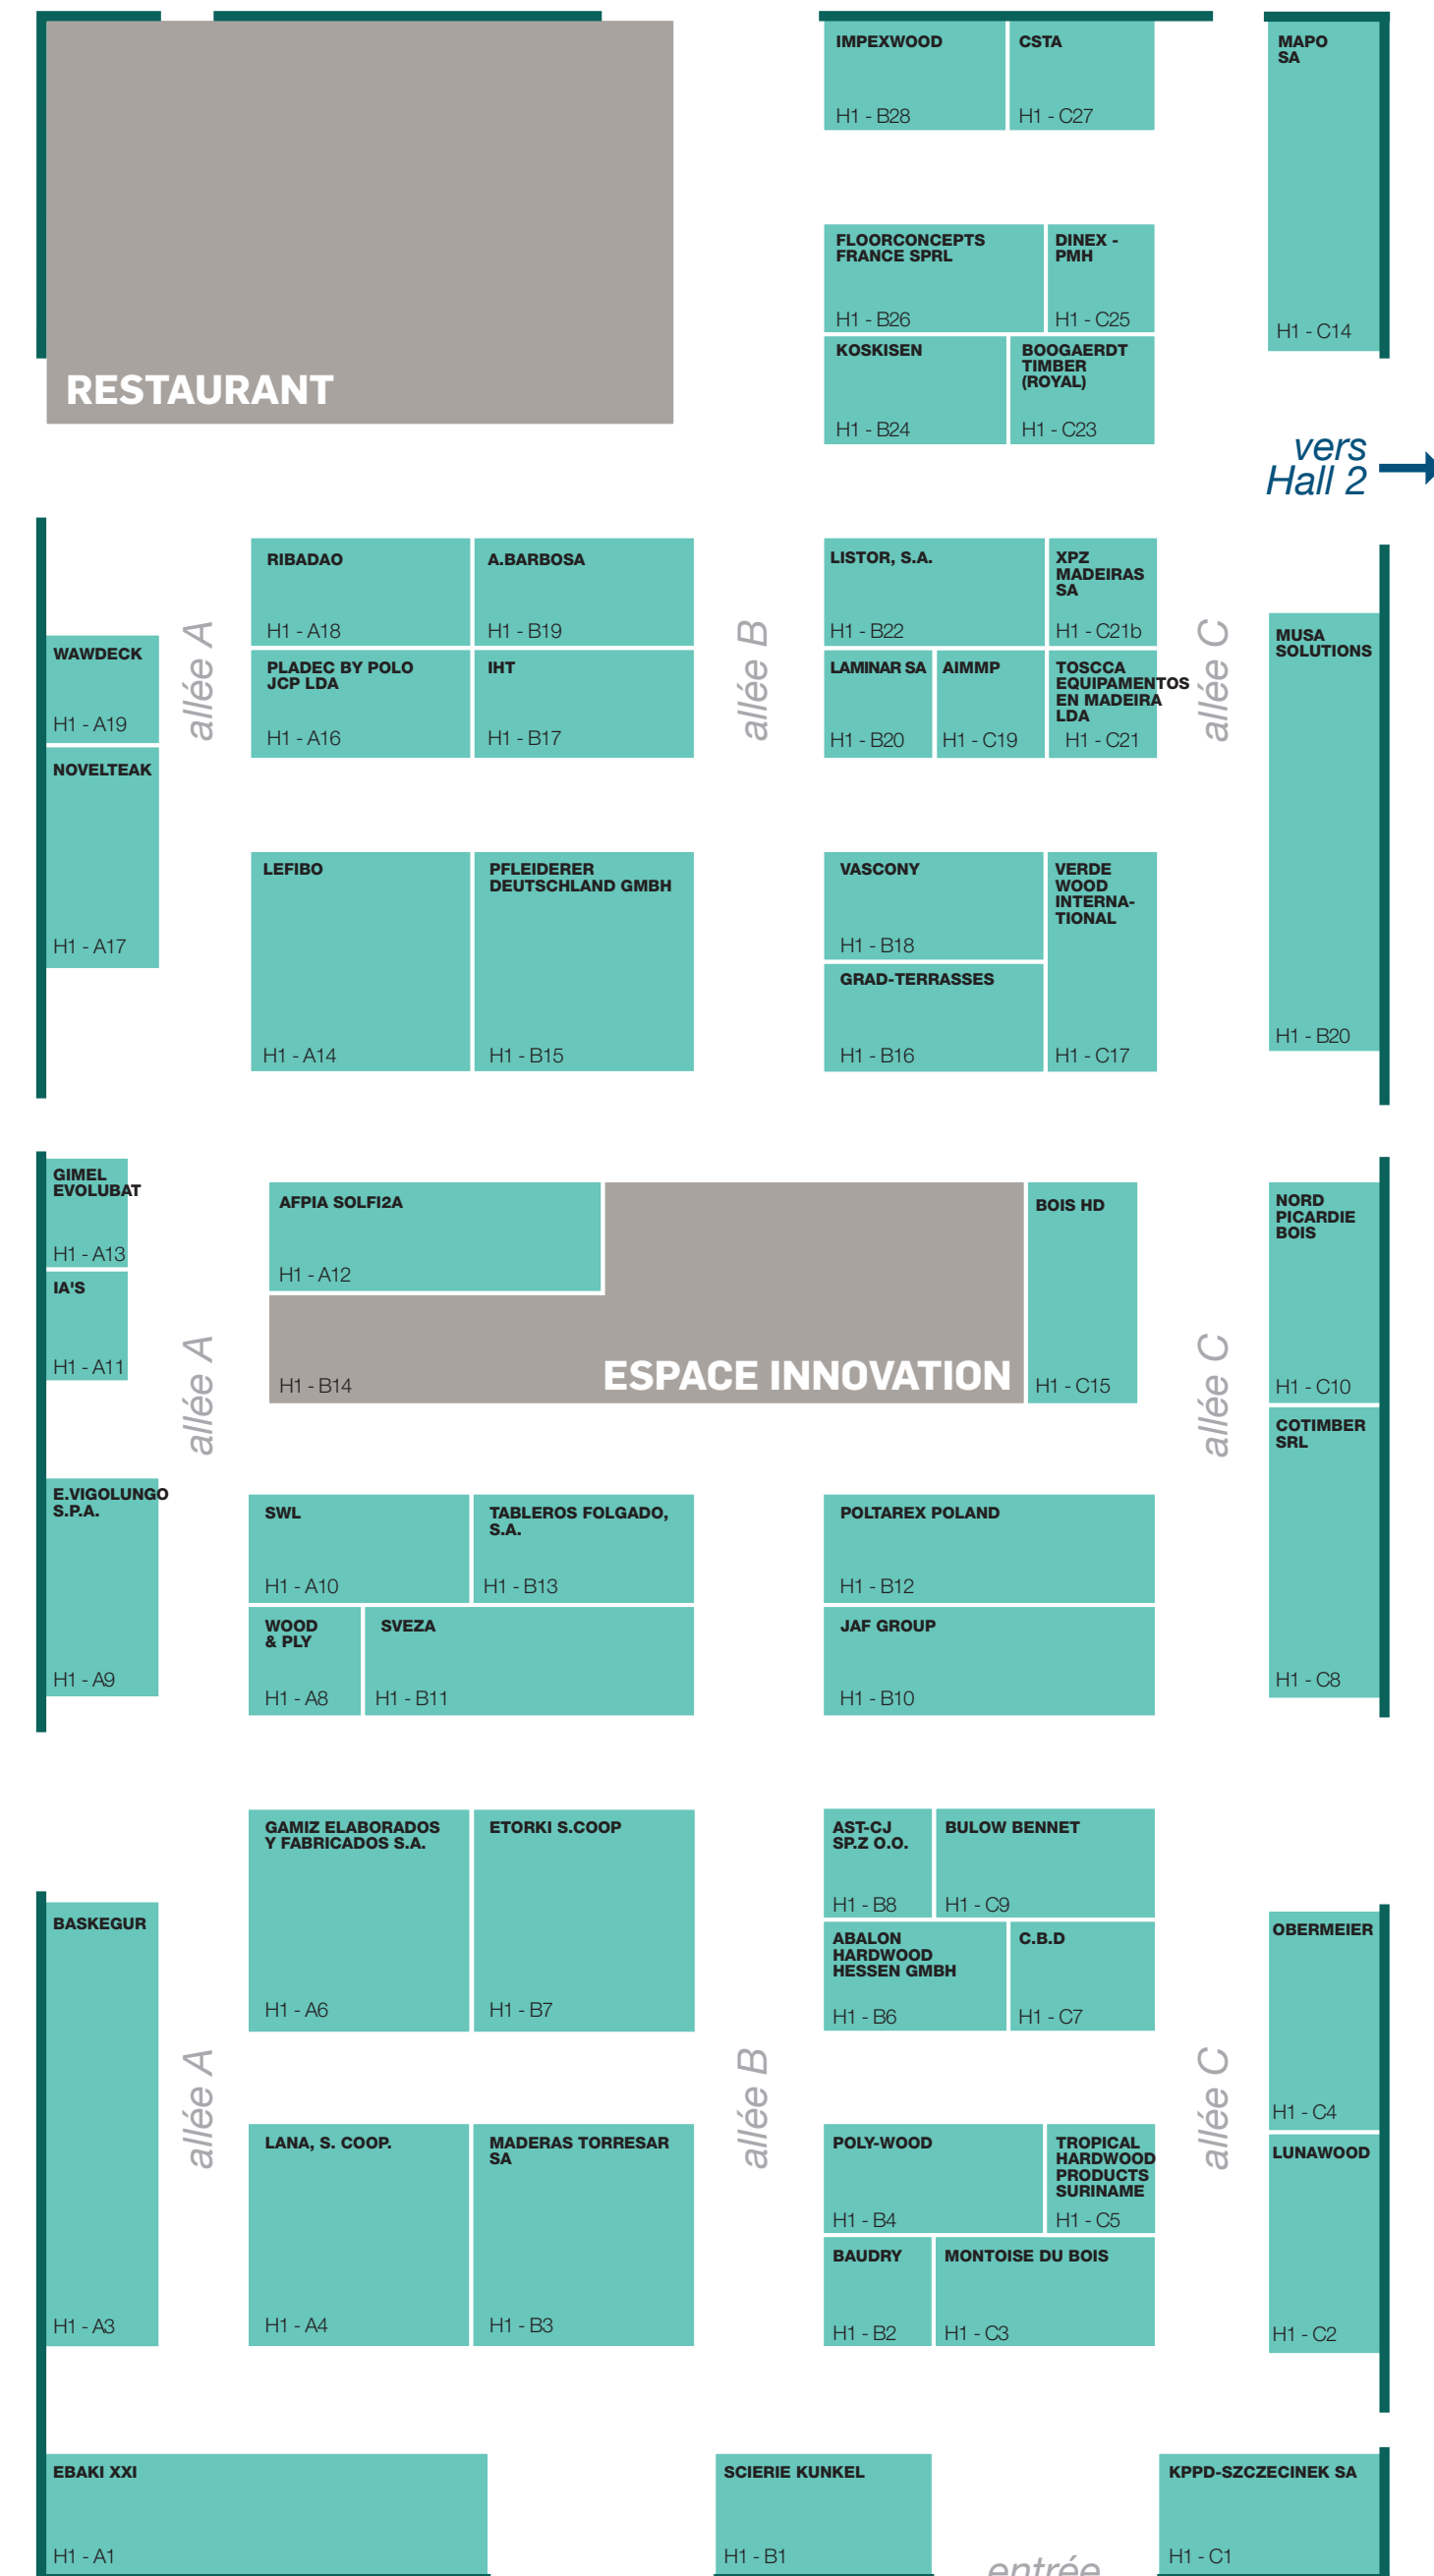 IMPEXWOOD
H1 - B28
CSTA
H1 - C27
MAPO
SA
H1 - C14
RESTAURANT
FLOORCONCEPTS
FRANCE SPRL
H1 - B26
DINEX -
PMH
H1 - C25
KOSKISEN
H1 - B24
BOOGAERDT
TIMBER
(ROYAL)
H1 - C23
vers
Hall 2
WAWDECK
H1 - A19
NOVELTEAK
H1 - A17
allée A
RIBADAO
H1 - A18
A.BARBOSA
H1 - B19
PLADEC BY POLO
JCP LDA
H1 - A16
IHT
H1 - B17
allée B
LISTOR, S.A.
H1 - B22
XPZ
MADEIRAS
SA
H1 - C21b
LAMINAR SA
H1 - B20
AIMMP
H1 - C19
TOSCCA
EQUIPAMENTOS
EN MADEIRA
LDA
H1 - C21
allée C
MUSA
SOLUTIONS
H1 - B20
LEFIBO
H1 - A14
PFLEIDERER
DEUTSCHLAND GMBH
H1 - B15
VASCONY
H1 - B18
GRAD-TERRASSES
H1 - B16
VERDE
WOOD
INTERNA-
TIONAL
H1 - C17
GIMEL
EVOLUBAT
H1 - A13
IA'S
H1 - A11
allée A
AFPIA SOLFI2A
H1 - A12
H1 - B14
ESPACE INNOVATION
BOIS HD
H1 - C15
allée C
NORD
PICARDIE
BOIS
H1 - C10
COTIMBER
SRL
H1 - C8
E.VIGOLUNGO
S.P.A.
H1 - A9
SWL
H1 - A10
TABLEROS FOLGADO,
S.A.
H1 - B13
WOOD
& PLY
H1 - A8
SVEZA
H1 - B11
POLTAREX POLAND
H1 - B12
JAF GROUP
H1 - B10
BASKEGUR
H1 - A3
allée A
GAMIZ ELABORADOS
Y FABRICADOS S.A.
H1 - A6
ETORKI S.COOP
H1 - B7
allée B
AST-CJ
SP.Z O.O.
H1 - B8
BULOW BENNET
H1 - C9
ABALON
HARDWOOD
HESSEN GMBH
H1 - B6
C.B.D
H1 - C7
allée C
OBERMEIER
H1 - C4
LUNAWOOD
H1 - C2
LANA, S. COOP.
H1 - A4
MADERAS TORRESAR
SA
H1 - B3
POLY-WOOD
H1 - B4
TROPICAL
HARDWOOD
PRODUCTS
SURINAME
H1 - C5
BAUDRY
H1 - B2
MONTOISE DU BOIS
H1 - C3
EBAKI XXI
H1 - A1
SCIERIE KUNKEL
H1 - B1
entrée
KPPD-SZCZECINEK SA
H1 - C1